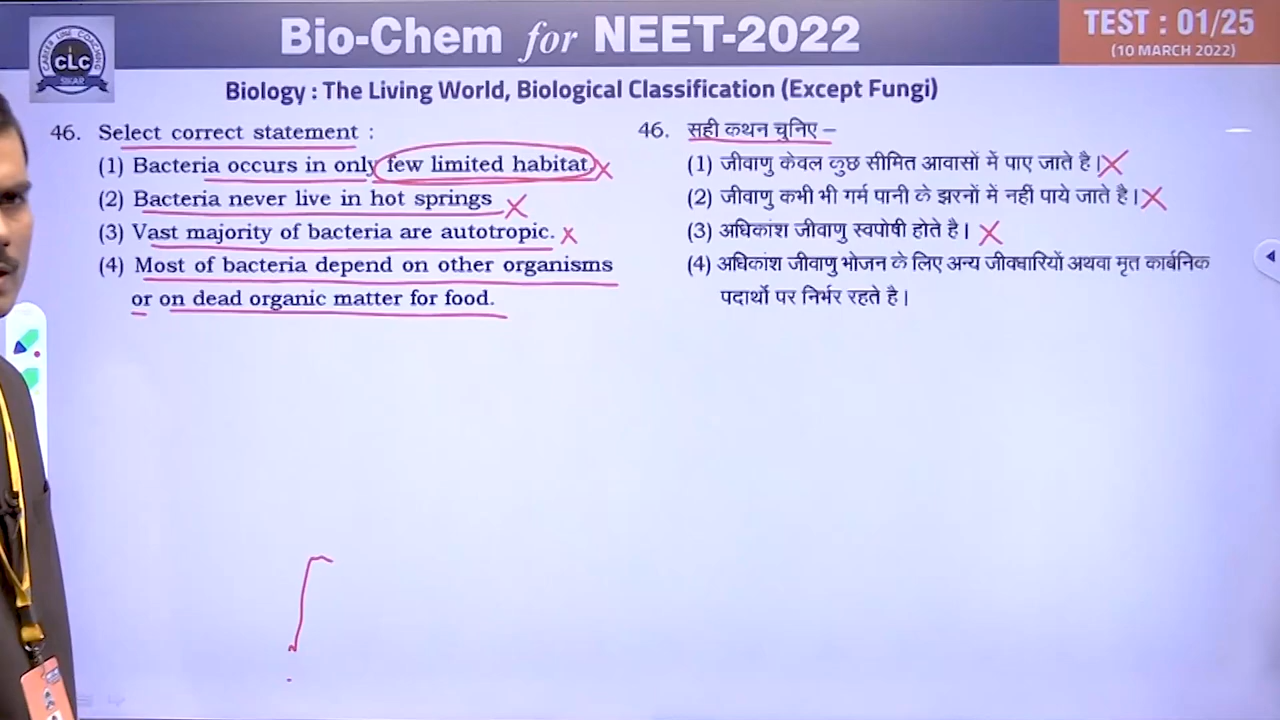 CAREER LINE COACHING
CLC
SIKAR
Bio-Chem for NEET-2022
TEST : 01/25
(10 MARCH 2022)
Biology : The Living World, Biological Classification (Except Fungi)
46. Select correct statement :
(1) Bacteria occurs in only few limited habitat.
(2) Bacteria never live in hot springs
(3) Vast majority of bacteria are autotropic.
(4) Most of bacteria depend on other organisms
or on dead organic matter for food.
46. सही कथन चुनिए –
(1) जीवाणु केवल कुछ सीमित आवासों में पाए जाते है।
(2) जीवाणु कभी भी गर्म पानी के झरनों में नहीं पाये जाते है।
(3) अधिकांश जीवाणु स्वपोषी होते है।
(4) अधिकांश जीवाणु भोजन के लिए अन्य जीवधारियों अथवा मृत कार्बनिक
पदार्थो पर निर्भर रहते है।